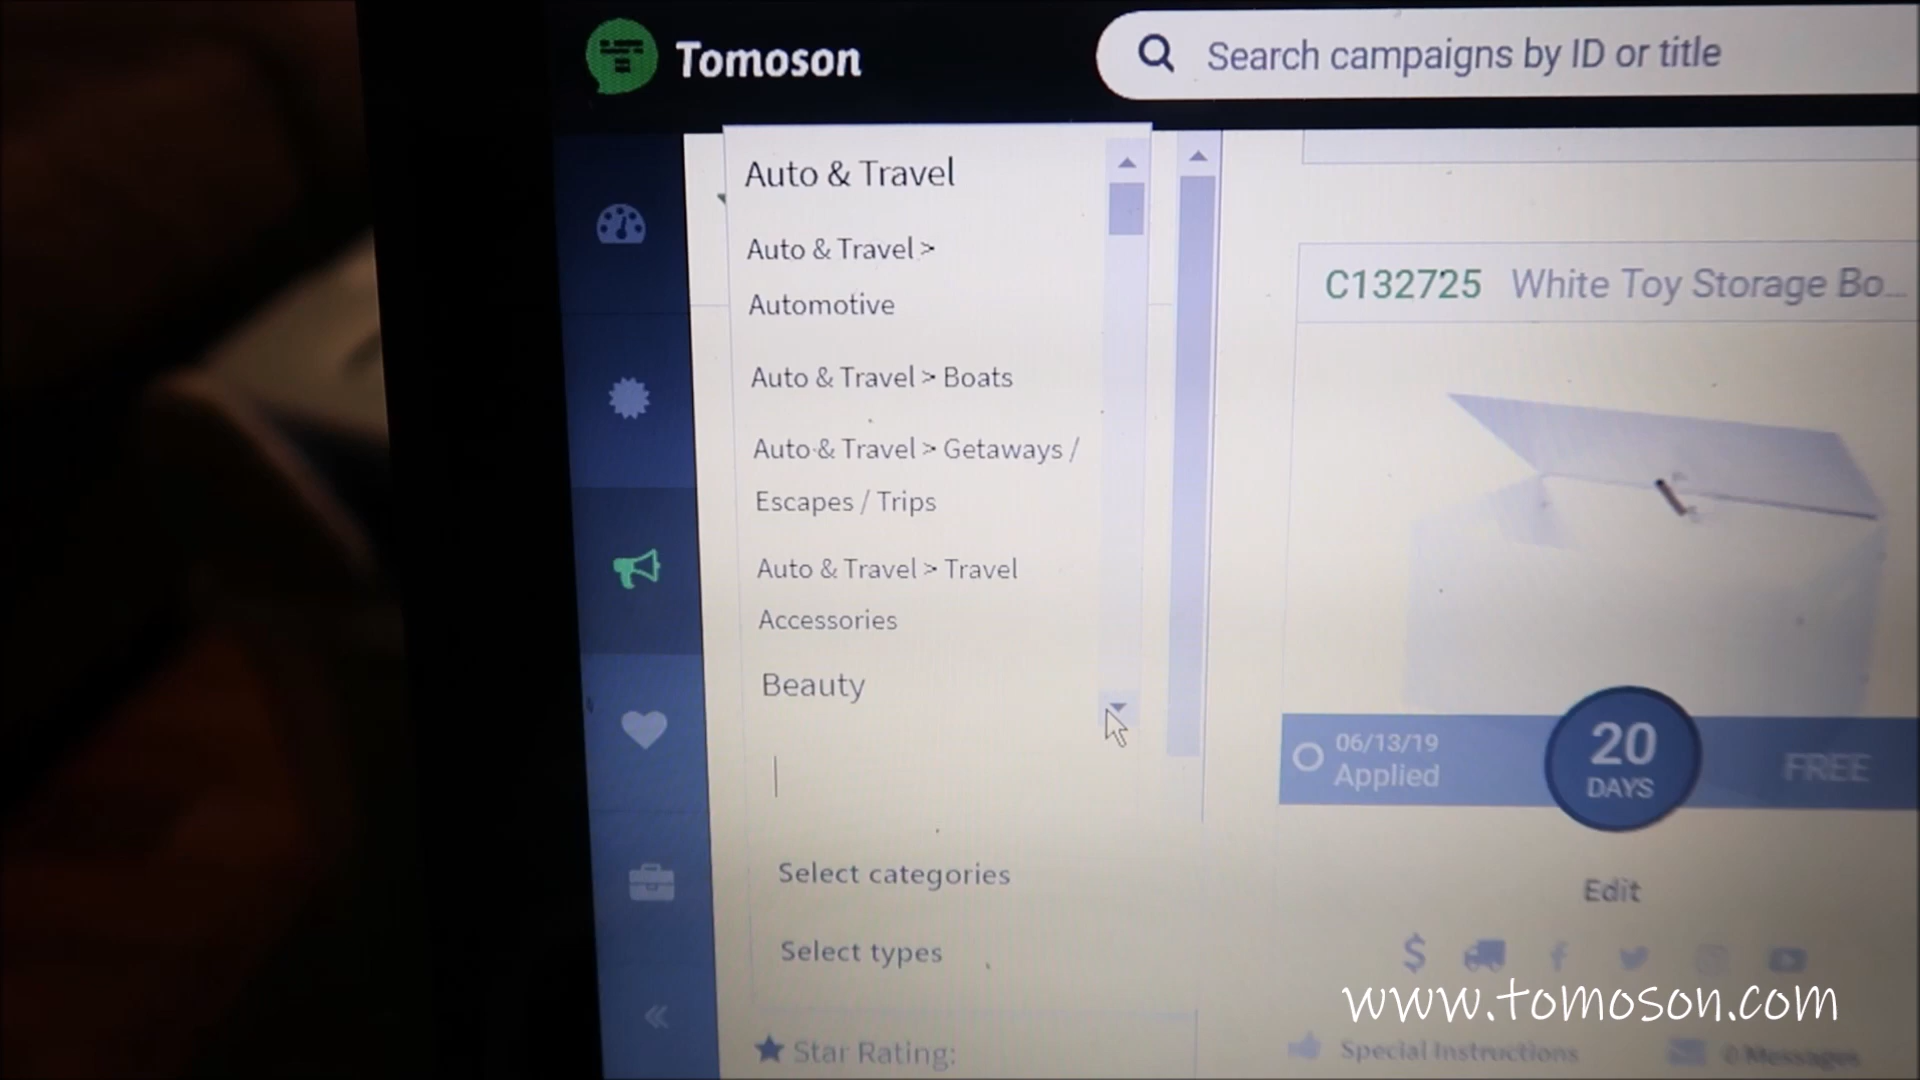 Tomoson
Search campaigns by ID or title
Auto & Travel
Auto & Travel >
Automotive
Auto & Travel > Boats
Auto & Travel > Getaways /
Escapes / Trips
Auto & Travel > Travel
Accessories
Beauty
Select categories
Select types
Star Rating:
C132725 White Toy Storage Bo...
06/13/19
Applied
20
DAYS
FREE
Edit
www.tomoson.com
Special Instructions
0 Messages